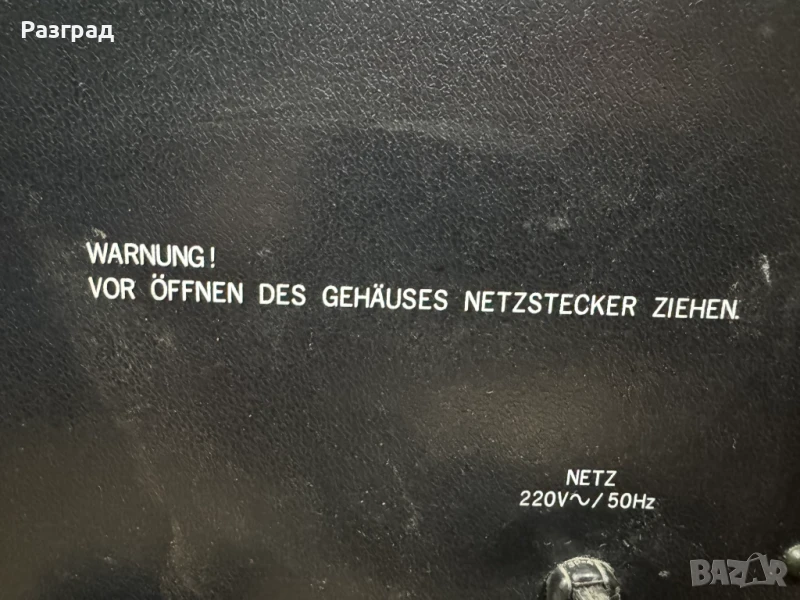 Разград
WARNUNG!
VOR ÖFFNEN DES GEHÄUSES NETZSTECKER ZIEHEN.
NETZ
220V~/50Hz
BAZAR